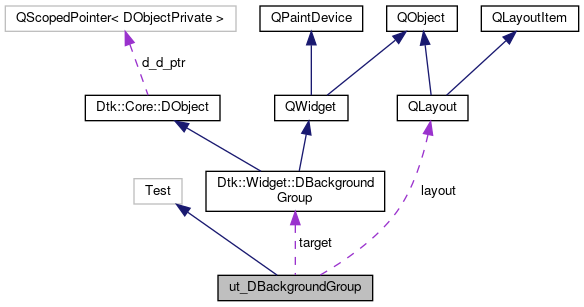 QScopedPointer< DObjectPrivate >
QPaintDevice
QObject
QLayoutItem
d_d_ptr
Dtk::Core::DObject
QWidget
QLayout
Test
Dtk::Widget::DBackground
Group
layout
target
ut_DBackgroundGroup